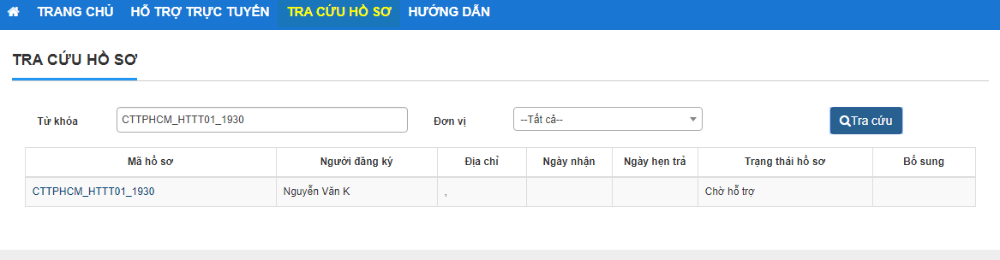 TRANG CHỦ HỖ TRỢ TRỰC TUYẾN TRA CỨU HỒ SƠ HƯỚNG DẪN
TRA CỨU HỒ SƠ
Từ khóa CTTPHCM_HTTT01_1930 Đơn vị --Tất cả-- Tra cứu
Mã hồ sơ Người đăng ký Địa chỉ Ngày nhận Ngày hẹn trả Trạng thái hồ sơ Bổ sung
CTTPHCM_HTTT01_1930 Nguyễn Văn K , Chờ hỗ trợ